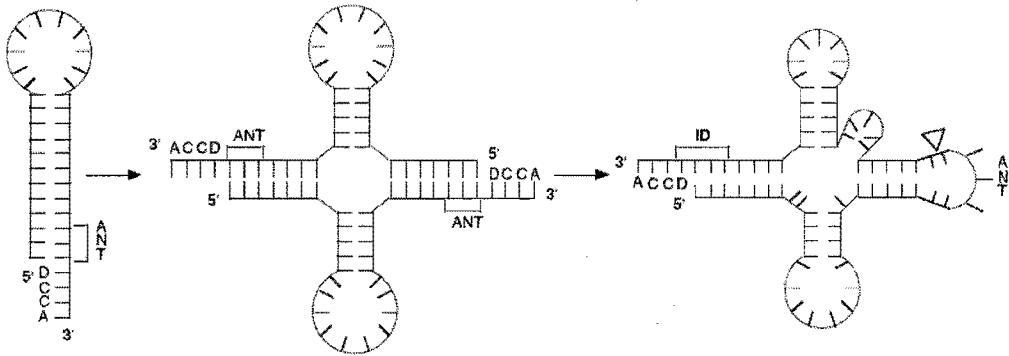 ANT
5' D
C
C
A
3'
3' ACCD ANT
5'
5'
DCCA
3'
ANT
ID
3'
ACCD
5'
ANT